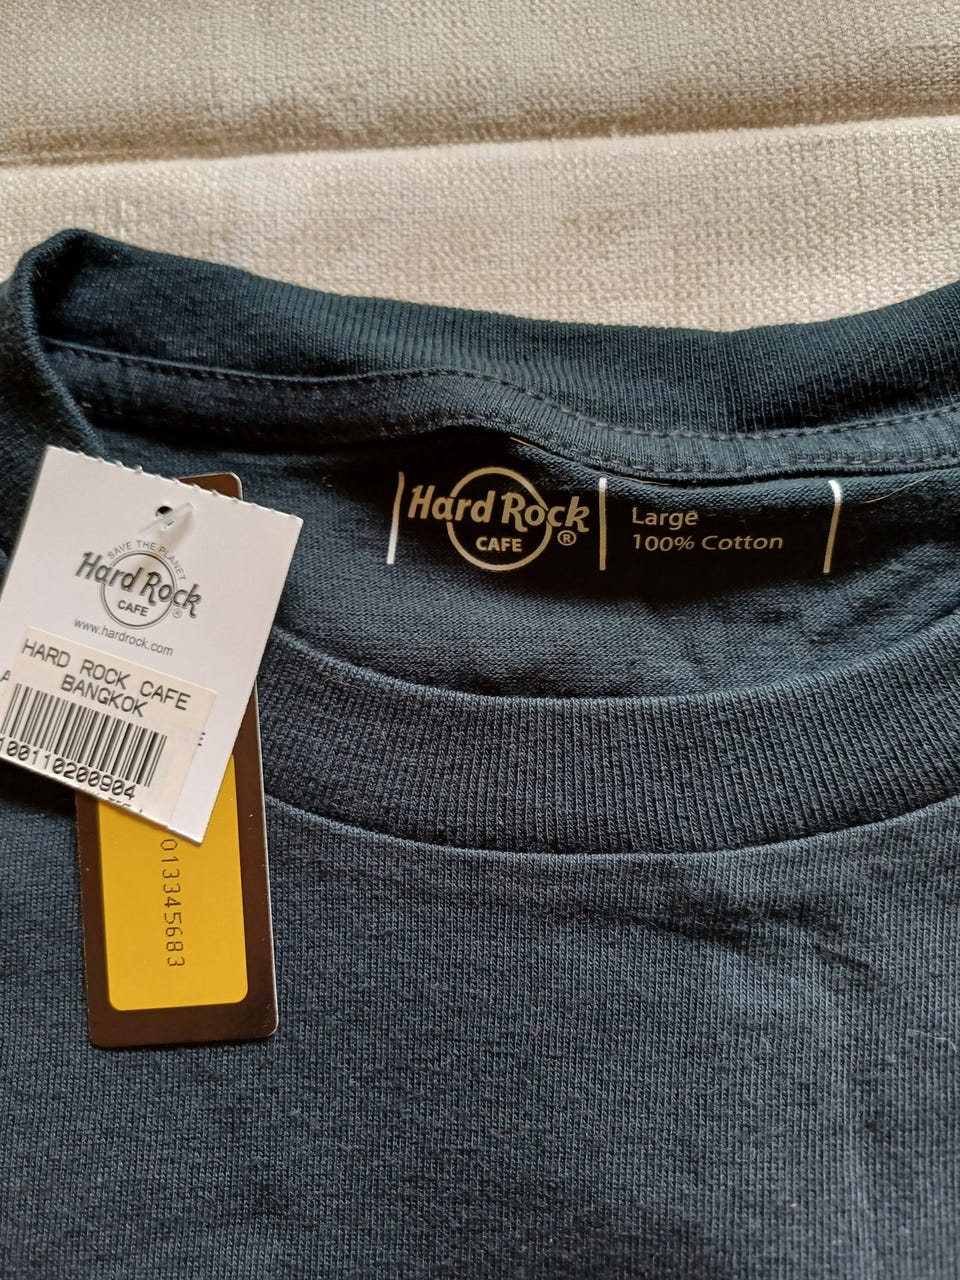 Hard Rock
CAFE ®
Large
100% Cotton
SAVE THE PLANET
Hard Rock
CAFE ®
www.hardrock.com
HARD ROCK CAFE
BANGKOK
100110200904
013345683